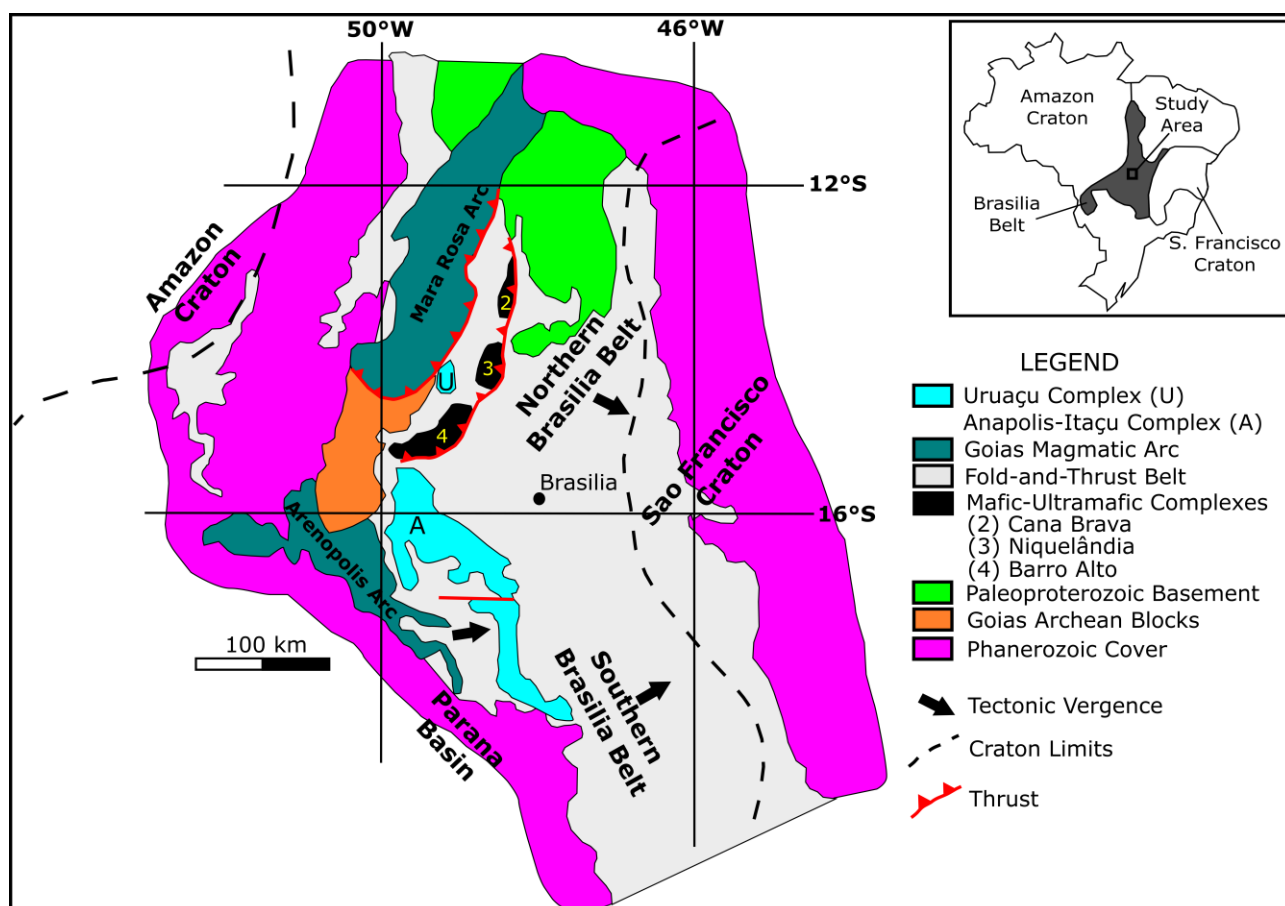 50°W
46°W
12°S
16°S
Amazon
Craton
Mara Rosa Arc
2
3
U
4
Northern
Brasilia Belt
Sao Francisco
Craton
Brasilia
A
Arenopolis Arc
100 km
Southern
Brasilia Belt
Parana
Basin
Amazon
Craton
Study
Area
Brasilia
Belt
S. Francisco
Craton
LEGEND
Uruaçu Complex (U)
Anapolis-Itaçu Complex (A)
Goias Magmatic Arc
Fold-and-Thrust Belt
Mafic-Ultramafic Complexes
(2) Cana Brava
(3) Niquelândia
(4) Barro Alto
Paleoproterozoic Basement
Goias Archean Blocks
Phanerozoic Cover
Tectonic Vergence
Craton Limits
Thrust